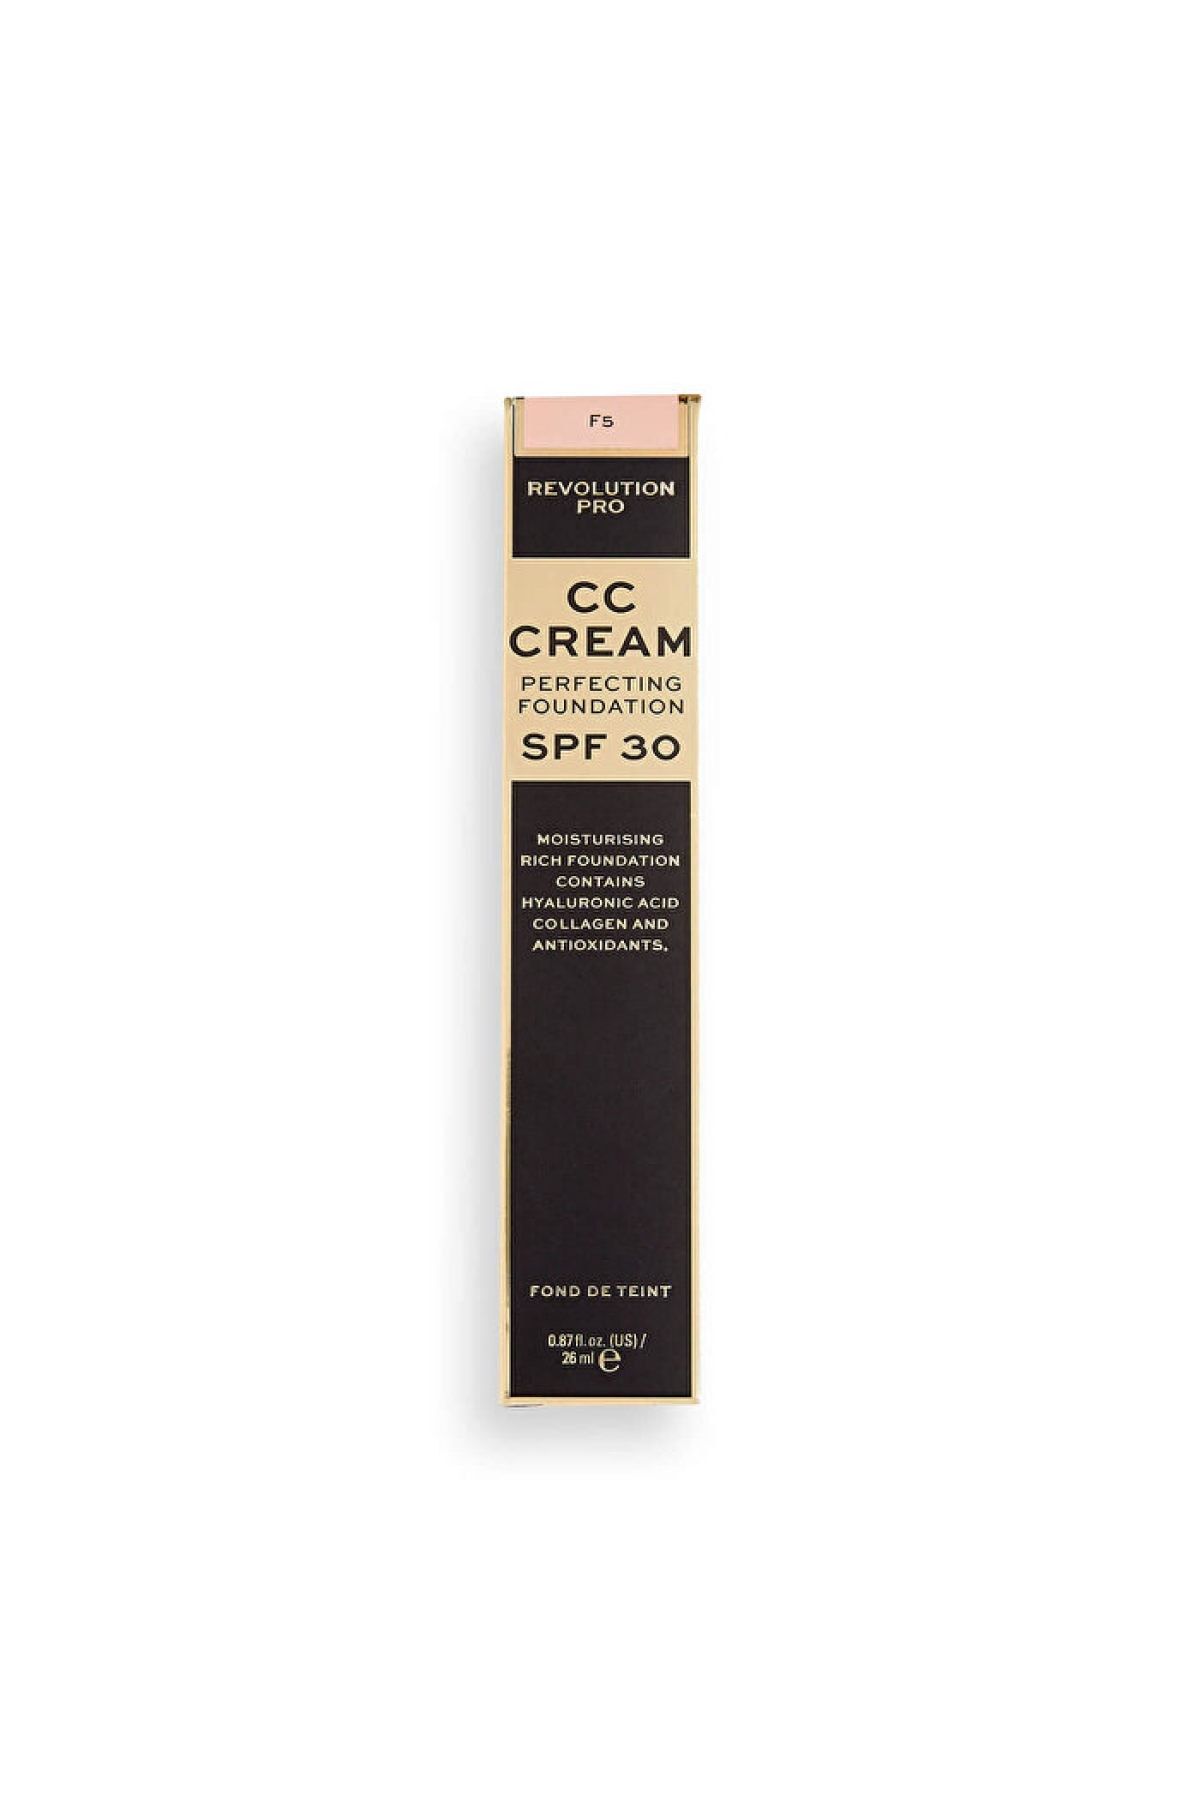 F5
REVOLUTION
PRO
CC
CREAM
PERFECTING
FOUNDATION
SPF 30
MOISTURISING
RICH FOUNDATION
CONTAINS
HYALURONIC ACID
COLLAGEN AND
ANTIOXIDANTS.
FOND DE TEINT
0.87 fl. oz. (US) /
26 ml ℮